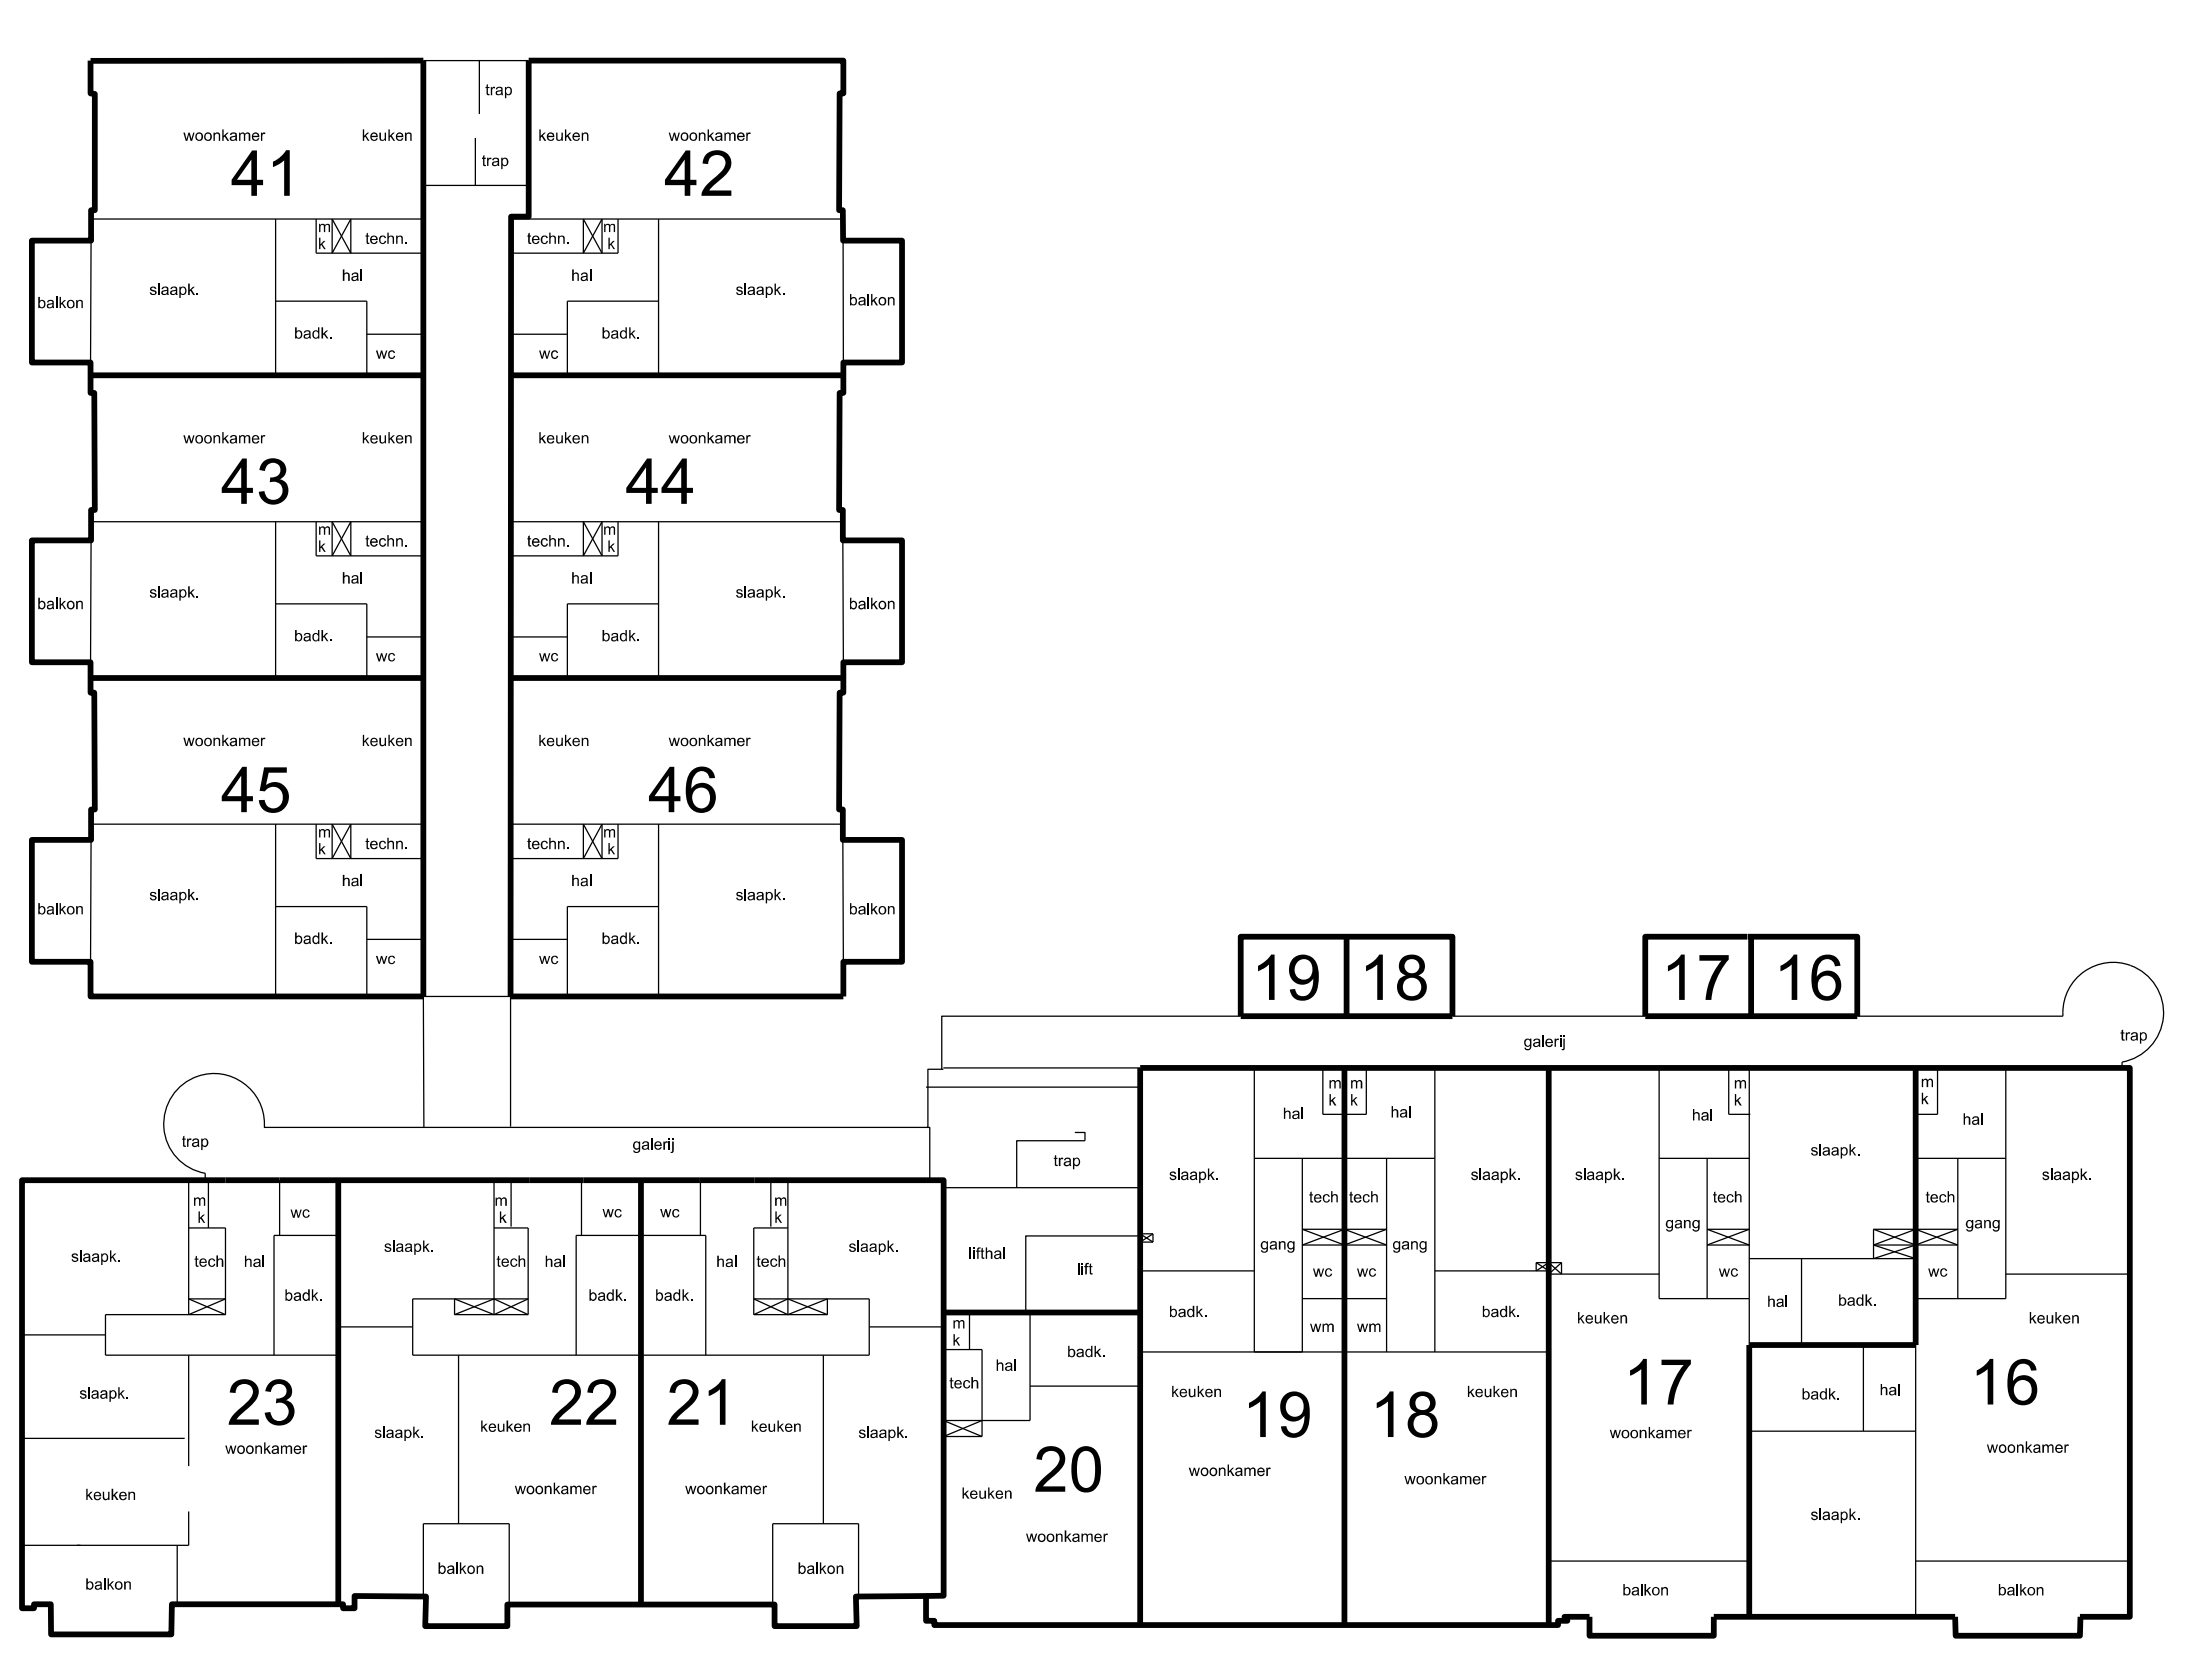 trap
woonkamer keuken
keuken woonkamer
41
42
trap
m
k
techn.
techn.
m
k
hal
hal
slaapk.
slaapk.
balkon
balkon
badk.
badk.
wc
wc
woonkamer keuken
keuken woonkamer
43
44
m
k
techn.
techn.
m
k
hal
hal
slaapk.
slaapk.
balkon
balkon
badk.
badk.
wc
wc
woonkamer keuken
keuken woonkamer
45
46
m
k
techn.
techn.
m
k
hal
hal
slaapk.
slaapk.
balkon
balkon
badk.
badk.
wc
wc
19
18
17
16
galerij
trap
trap
galerij
m
k
wc
slaapk.
tech
hal
badk.
slaapk.
23
woonkamer
keuken
balkon
m
k
wc
slaapk.
tech
hal
badk.
22
slaapk.
keuken
woonkamer
balkon
wc
m
k
hal
tech
slaapk.
badk.
21
keuken
slaapk.
woonkamer
balkon
trap
lifthal
lift
m
k
hal
badk.
tech
20
keuken
woonkamer
m
k
hal
slaapk.
tech
gang
wc
badk.
wm
keuken
19
woonkamer
m
k
hal
slaapk.
tech
gang
wc
badk.
wm
keuken
18
woonkamer
m
k
hal
slaapk.
slaapk.
tech
gang
wc
hal
badk.
keuken
17
woonkamer
balkon
m
k
hal
slaapk.
tech
gang
wc
keuken
badk.
hal
16
woonkamer
slaapk.
balkon